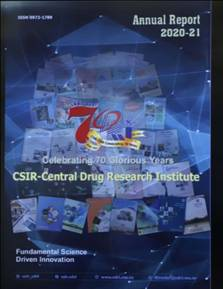 ISSN-0972-1789
Annual Report
2020-21
70
Celebrating 70 Glorious Years
CSIR-Central Drug Research Institute
Fundamental Science
Driven Innovation